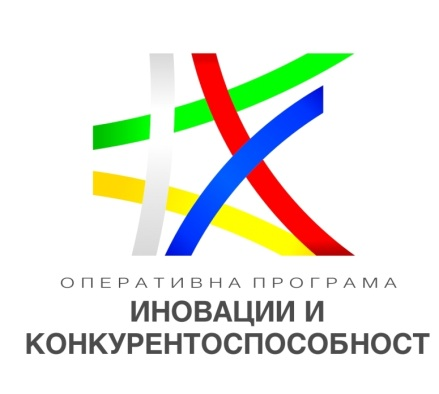 ОПЕРАТИВНА ПРОГРАМА
ИНОВАЦИИ И
КОНКУРЕНТОСПОСОБНОСТ